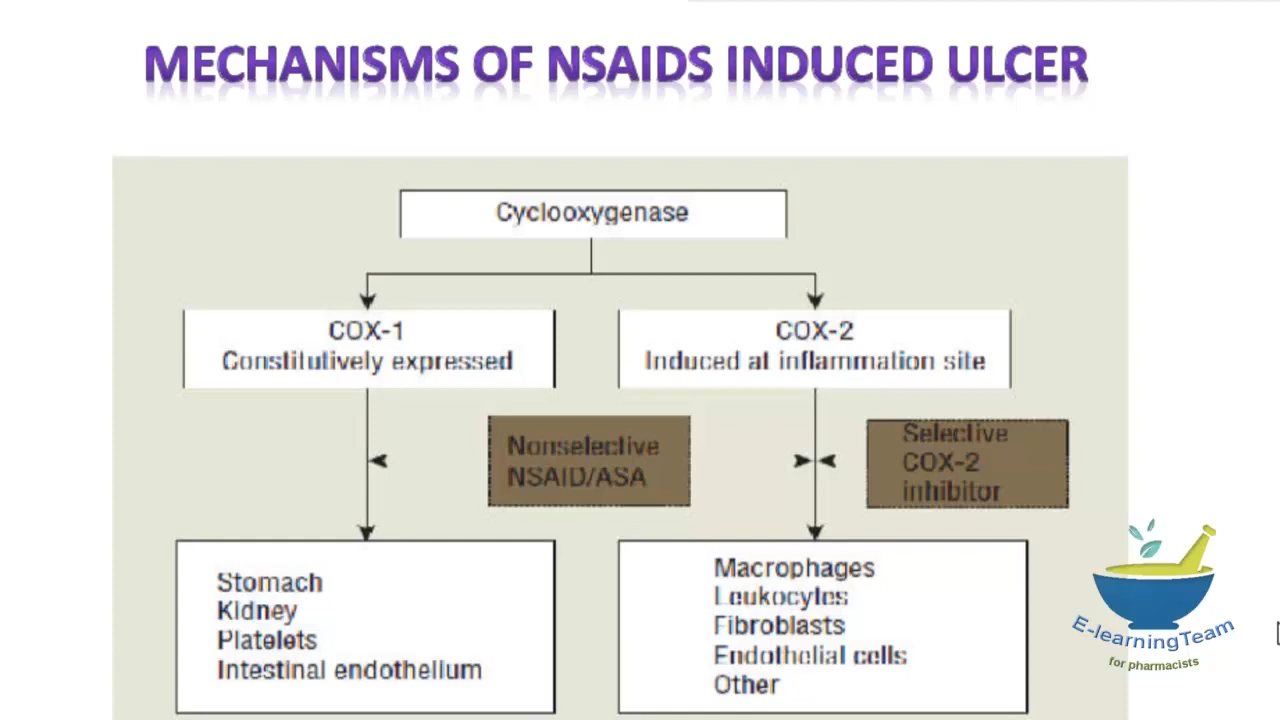 MECHANISMS OF NSAIDS INDUCED ULCER
Cyclooxygenase
COX-1
Constitutively expressed
COX-2
Induced at inflammation site
Nonselective
NSAID/ASA
Selective
COX-2
inhibitor
Stomach
Kidney
Platelets
Intestinal endothelium
Macrophages
Leukocytes
Fibroblasts
Endothelial cells
Other
E-learningTeam
for pharmacists